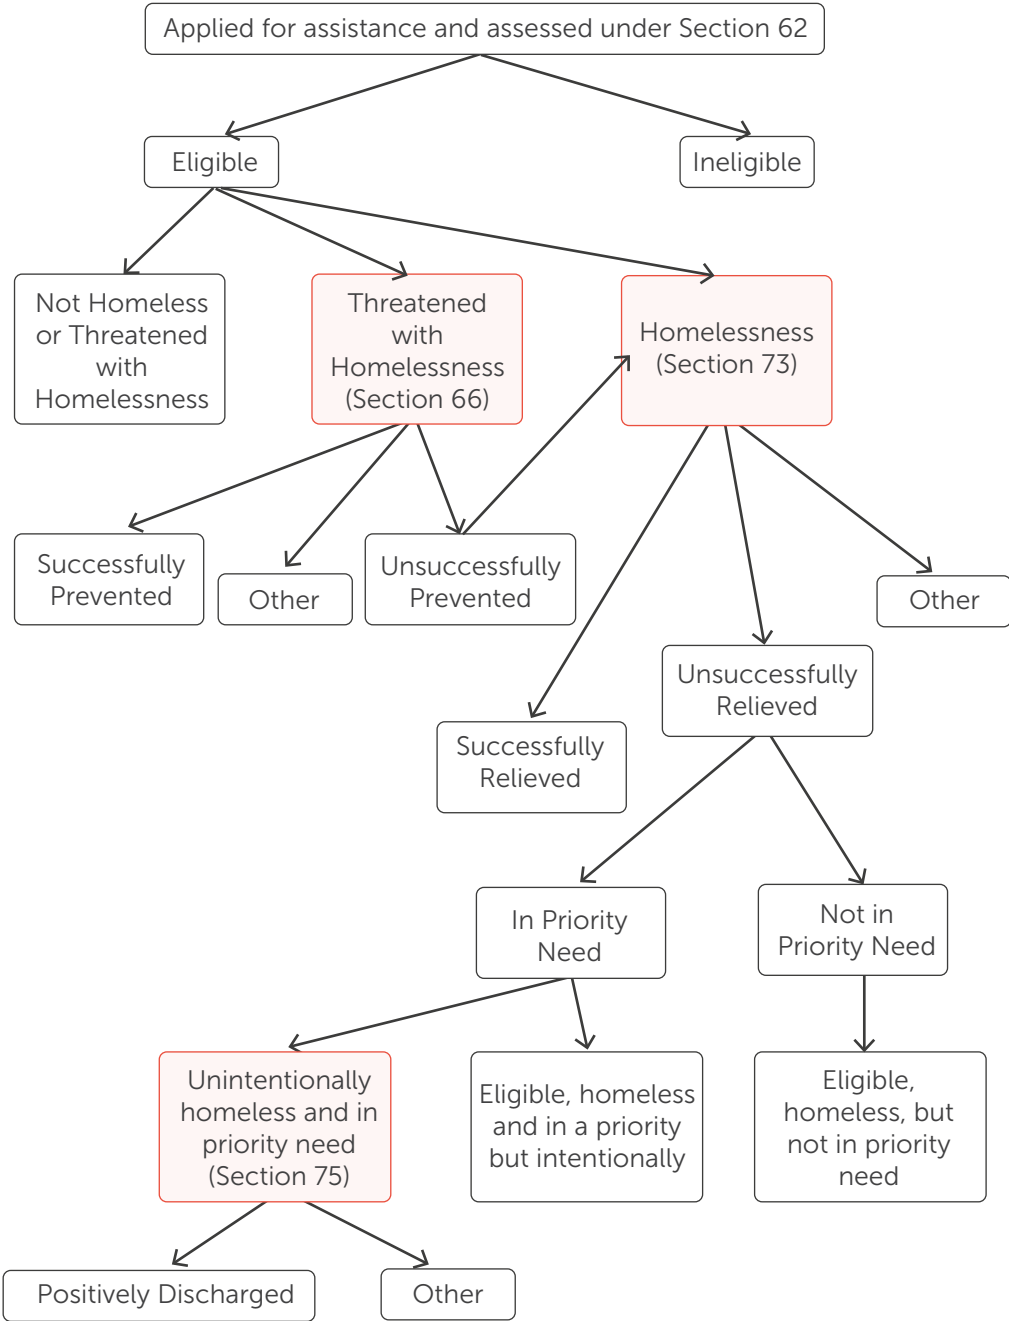 Applied for assistance and assessed under Section 62
Eligible
Ineligible
Not Homeless
or Threatened
with
Homelessness
Threatened
with
Homelessness
(Section 66)
Homelessness
(Section 73)
Successfully
Prevented
Other
Unsuccessfully
Prevented
Other
Unsuccessfully
Relieved
Successfully
Relieved
In Priority
Need
Not in
Priority Need
Unintentionally
homeless and in
priority need
(Section 75)
Eligible, homeless
and in a priority
but intentionally
Eligible,
homeless, but
not in priority
need
Positively Discharged
Other